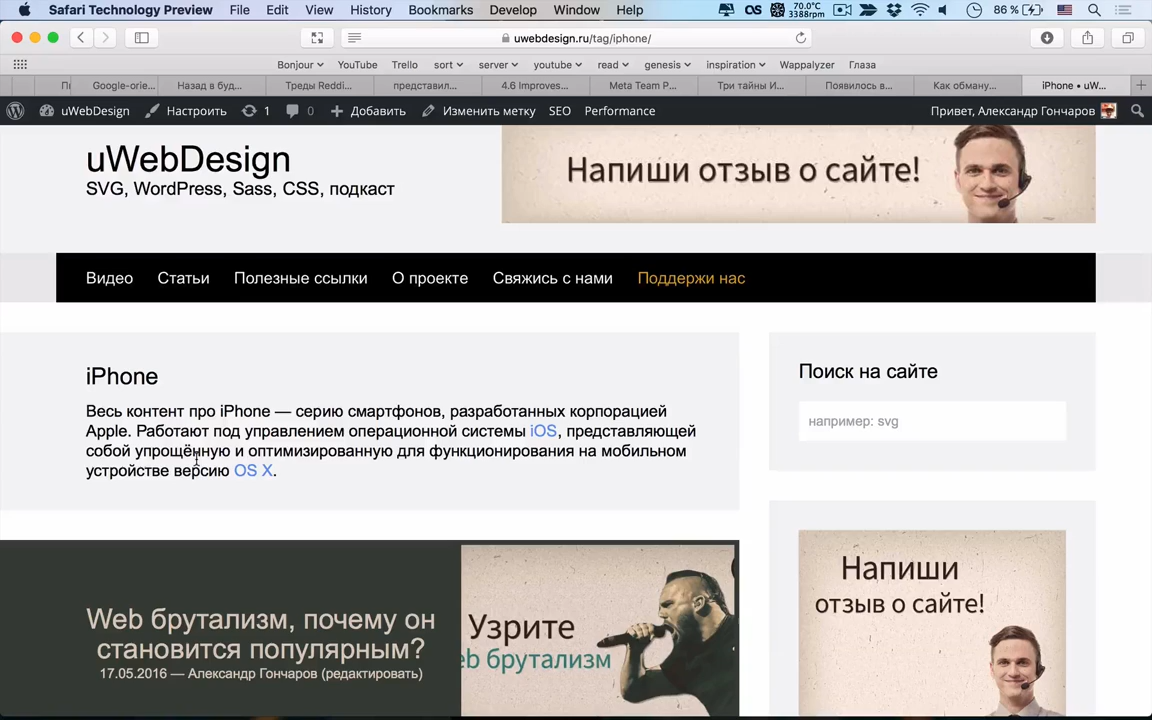 Safari Technology Preview File Edit View History Bookmarks Develop Window Help 70.0°C 3388rpm 86 %
uwebdesign.ru/tag/iphone/
Bonjour YouTube Trello sort server youtube read genesis inspiration Wappalyzer Глаза
Google-orie... Назад в буд... Треды Reddi... представил... 4.6 Improves... Meta Team P... Три тайны И... Появилось в... Как обману... iPhone • uW...
uWebDesign Настройки 1 0 Добавить Изменить метку SEO Performance Привет, Александр Гончаров
uWebDesign
SVG, WordPress, Sass, CSS, подкаст
Напиши отзыв о сайте!
Видео Статьи Полезные ссылки О проекте Свяжись с нами Поддержи нас
iPhone
Весь контент про iPhone — серию смартфонов, разработанных корпорацией
Apple. Работают под управлением операционной системы iOS, представляющей
собой упрощённую и оптимизированную для функционирования на мобильном
устройстве версию OS X.
Поиск на сайте
например: svg
Web брутализм, почему он
становится популярным?
17.05.2016 — Александр Гончаров (редактировать)
Узрите
eb брутализм
Напиши
отзыв о сайте!